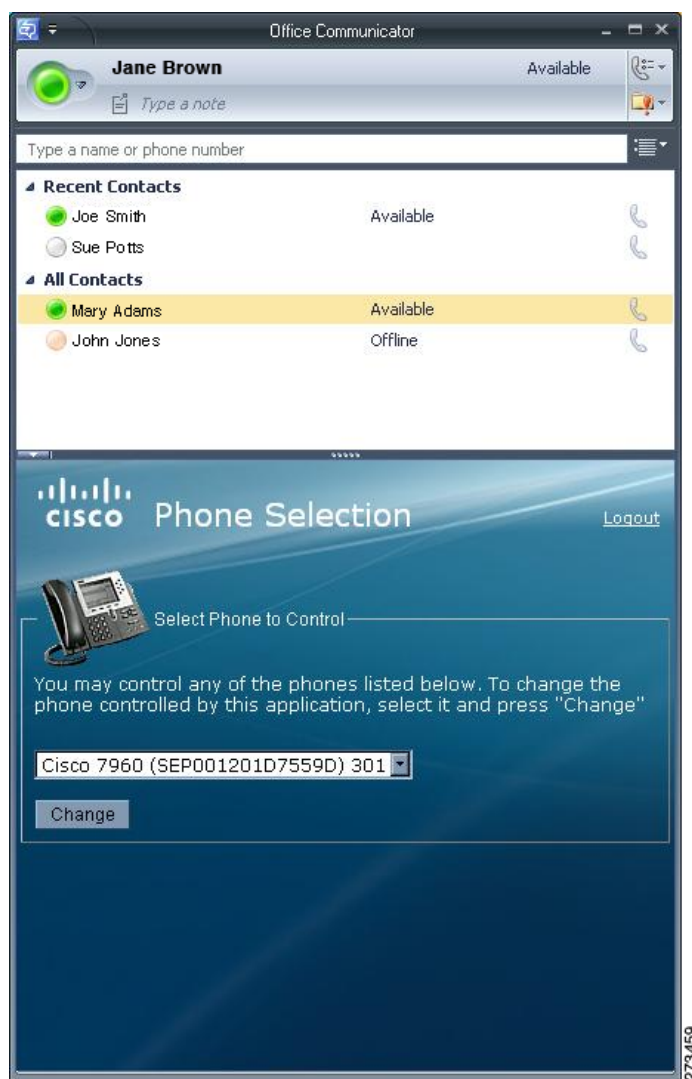 Office Communicator
Jane Brown Available
Type a note
Type a name or phone number
Recent Contacts
Joe Smith Available
Sue Potts
All Contacts
Mary Adams Available
John Jones Offline
cisco Phone Selection Logout
Select Phone to Control
You may control any of the phones listed below. To change the
phone controlled by this application, select it and press "Change"
Cisco 7960 (SEP001201D7559D) 301
Change
273459